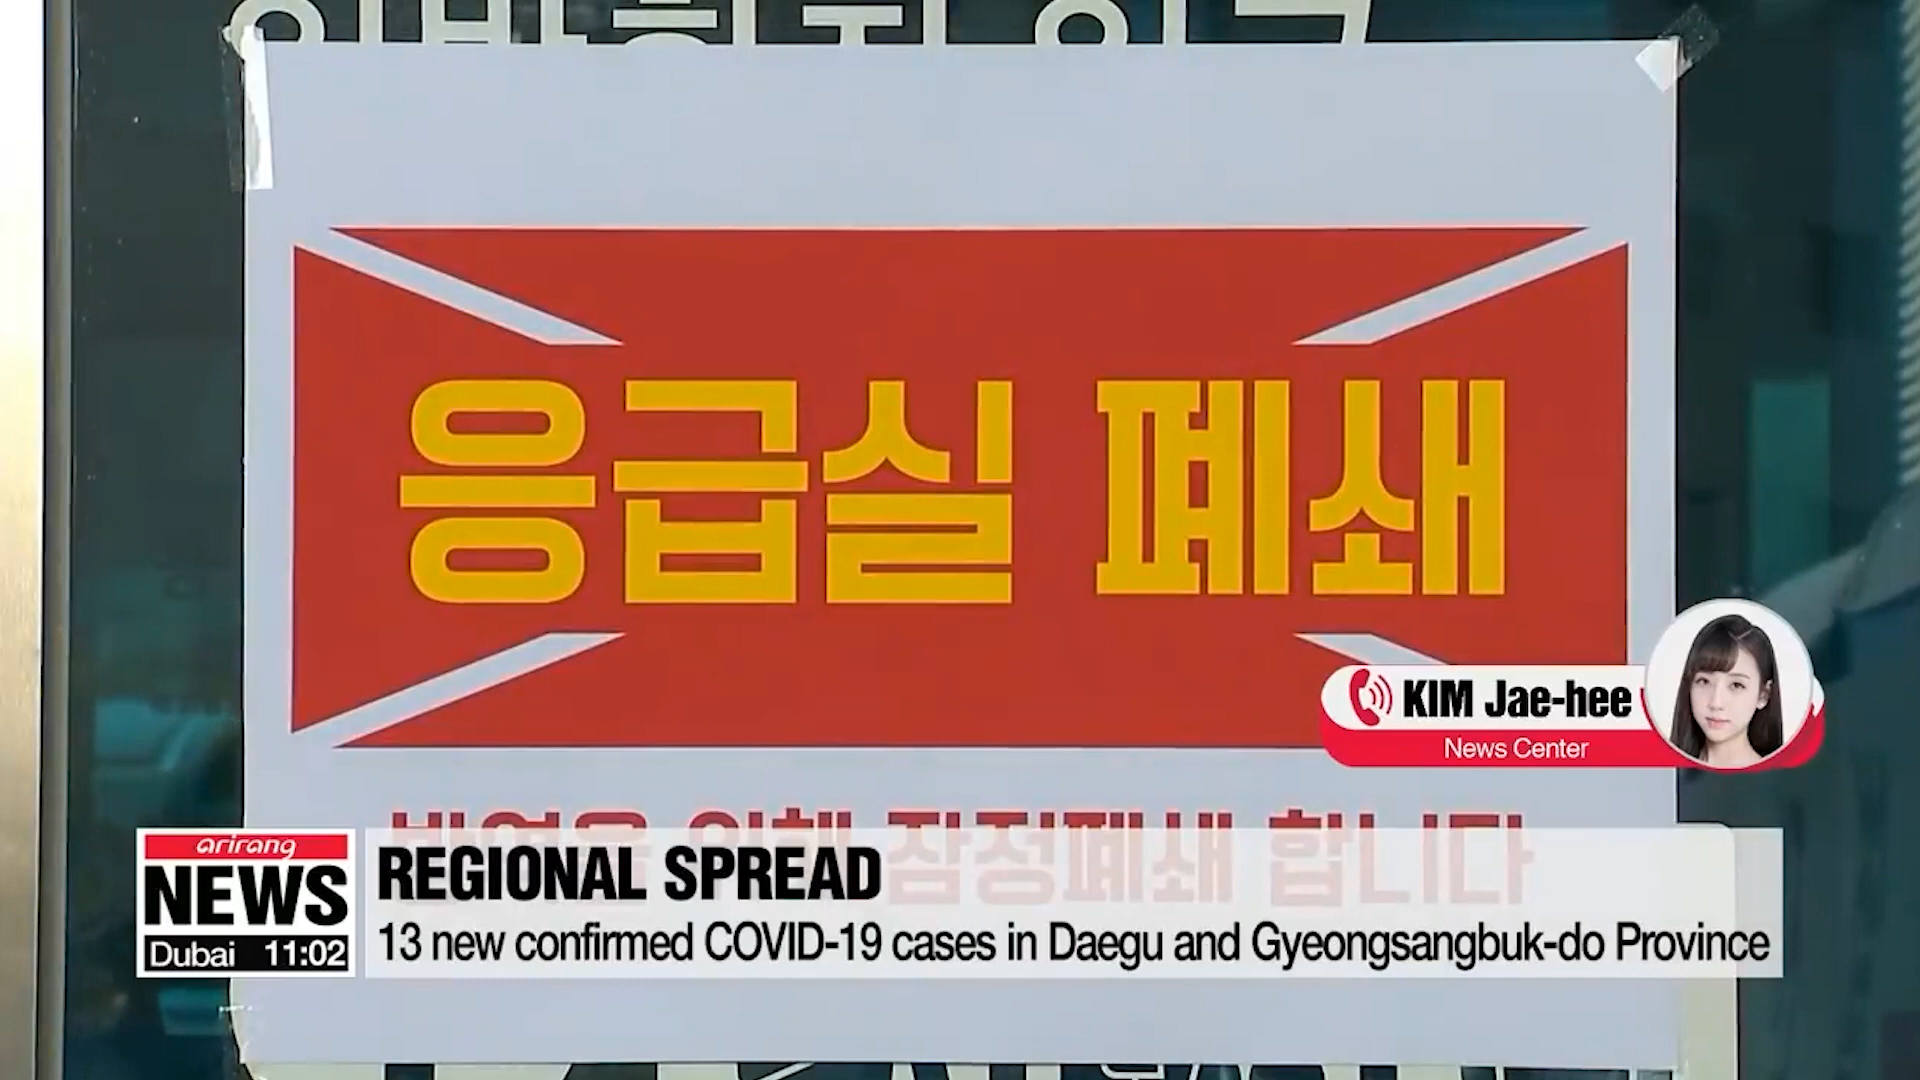 응급실 폐쇄
KIM Jae-hee
News Center
방역을 위해 잠정폐쇄 합니다
arirang
NEWS
Dubai 11:02
REGIONAL SPREAD
13 new confirmed COVID-19 cases in Daegu and Gyeongsangbuk-do Province